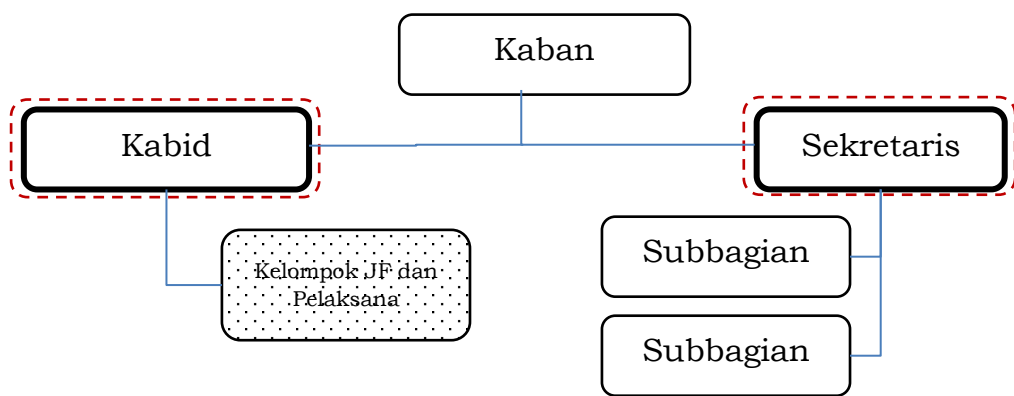 Kaban
Kabid
Sekretaris
Kelompok JF dan
Pelaksana
Subbagian
Subbagian